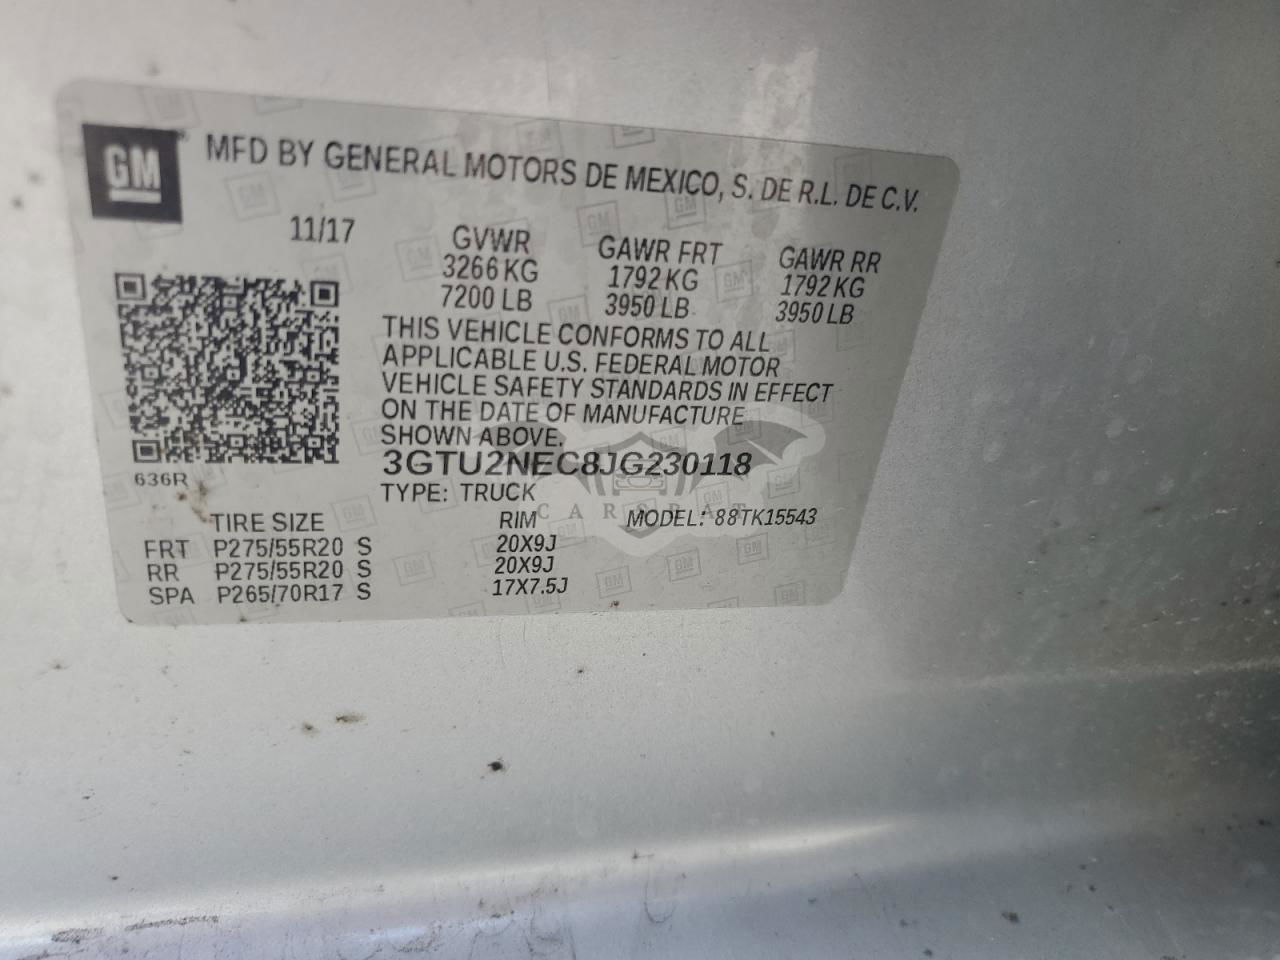 GM MFD BY GENERAL MOTORS DE MEXICO, S. DE R.L. DE C.V.
11/17 GVWR GAWR FRT GAWR RR
3266 KG 1792 KG 1792 KG
7200 LB 3950 LB 3950 LB
THIS VEHICLE CONFORMS TO ALL
APPLICABLE U.S. FEDERAL MOTOR
VEHICLE SAFETY STANDARDS IN EFFECT
ON THE DATE OF MANUFACTURE
SHOWN ABOVE.
3GTU2NEC8JG230118
636R TYPE: TRUCK
CARSBAT
TIRE SIZE RIM MODEL: 88TK15543
FRT P275/55R20 S 20X9J
RR P275/55R20 S 20X9J
SPA P265/70R17 S 17X7.5J